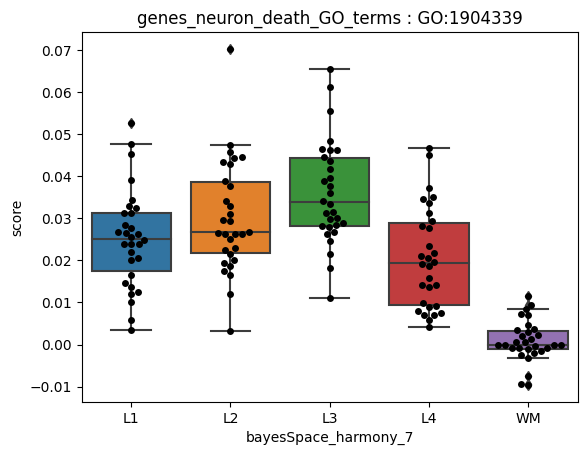 genes_neuron_death_GO_terms : GO:1904339
score
0.07
0.06
0.05
0.04
0.03
0.02
0.01
0.00
−0.01
L1 L2 L3 L4 WM
bayesSpace_harmony_7